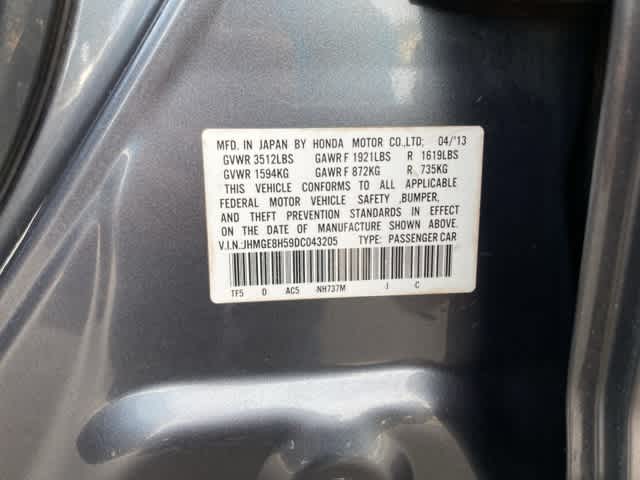 MFD. IN JAPAN BY HONDA MOTOR CO.,LTD; 04/'13
GVWR 3512LBS GAWR F 1921LBS R 1619LBS
GVWR 1594KG GAWR F 872KG R 735KG
THIS VEHICLE CONFORMS TO ALL APPLICABLE
FEDERAL MOTOR VEHICLE SAFETY ,BUMPER,
AND THEFT PREVENTION STANDARDS IN EFFECT
ON THE DATE OF MANUFACTURE SHOWN ABOVE.
V.I.N.:JHMGE8H59DC043205 TYPE: PASSENGER CAR
TF5 0 AC5 NH737M J C